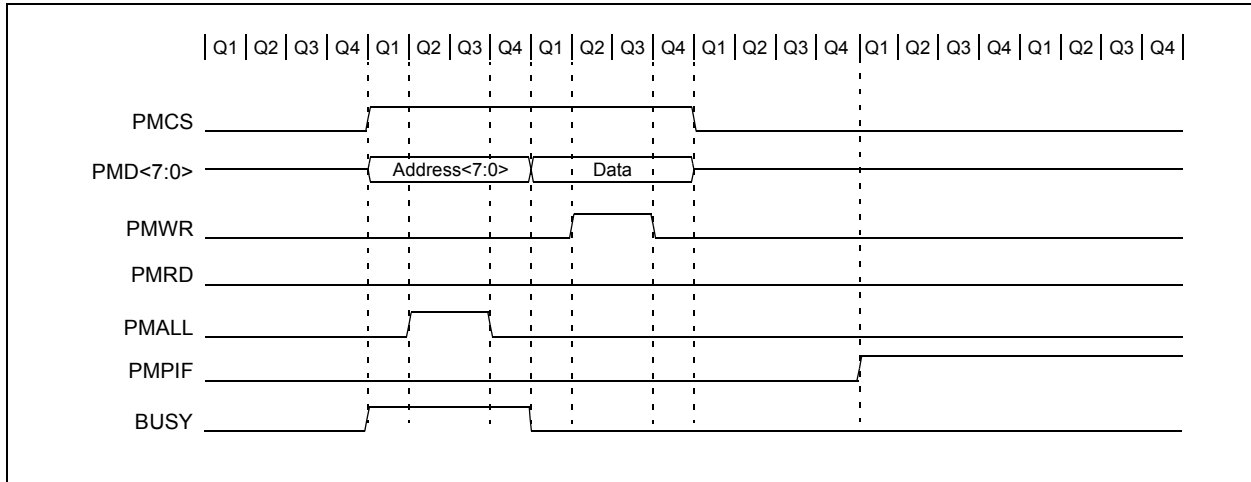 Q1 Q2 Q3 Q4 Q1 Q2 Q3 Q4 Q1 Q2 Q3 Q4 Q1 Q2 Q3 Q4 Q1 Q2 Q3 Q4 Q1 Q2 Q3 Q4
PMCS
PMD<7:0> Address<7:0> Data
PMWR
PMRD
PMALL
PMPIF
BUSY